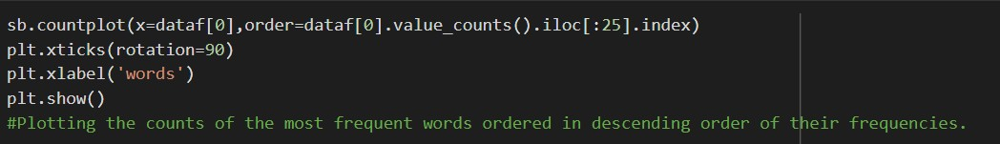 sb.countplot(x=dataf[0],order=dataf[0].value_counts().iloc[:25].index)
plt.xticks(rotation=90)
plt.xlabel('words')
plt.show()
#Plotting the counts of the most frequent words ordered in descending order of their frequencies.